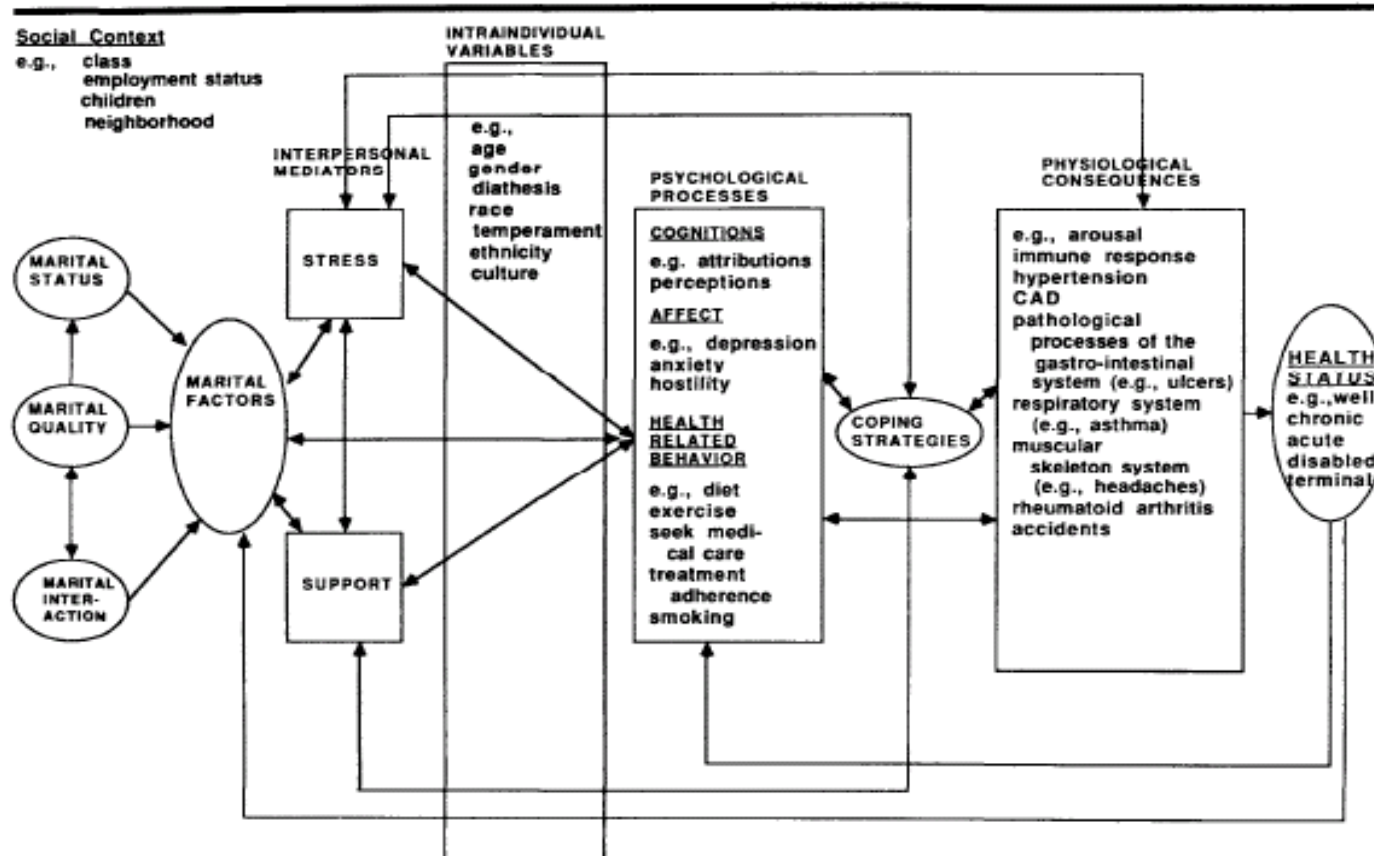 Social Context
e.g., class
employment status
children
neighborhood
INTRAINDIVIDUAL
VARIABLES
e.g.,
age
gender
diathesis
race
temperament
ethnicity
culture
INTERPERSONAL
MEDIATORS
STRESS
SUPPORT
MARITAL
STATUS
MARITAL
QUALITY
MARITAL
INTER-
ACTION
MARITAL
FACTORS
PSYCHOLOGICAL
PROCESSES
COGNITIONS
e.g. attributions
perceptions
AFFECT
e.g., depression
anxiety
hostility
HEALTH
RELATED
BEHAVIOR
e.g., diet
exercise
seek medi-
cal care
treatment
adherence
smoking
COPING
STRATEGIES
PHYSIOLOGICAL
CONSEQUENCES
e.g., arousal
immune response
hypertension
CAD
pathological
processes of the
gastro-intestinal
system (e.g., ulcers)
respiratory system
(e.g., asthma)
muscular
skeleton system
(e.g., headaches)
rheumatoid arthritis
accidents
HEALTH
STATUS
e.g.,well
chronic
acute
disabled
terminal